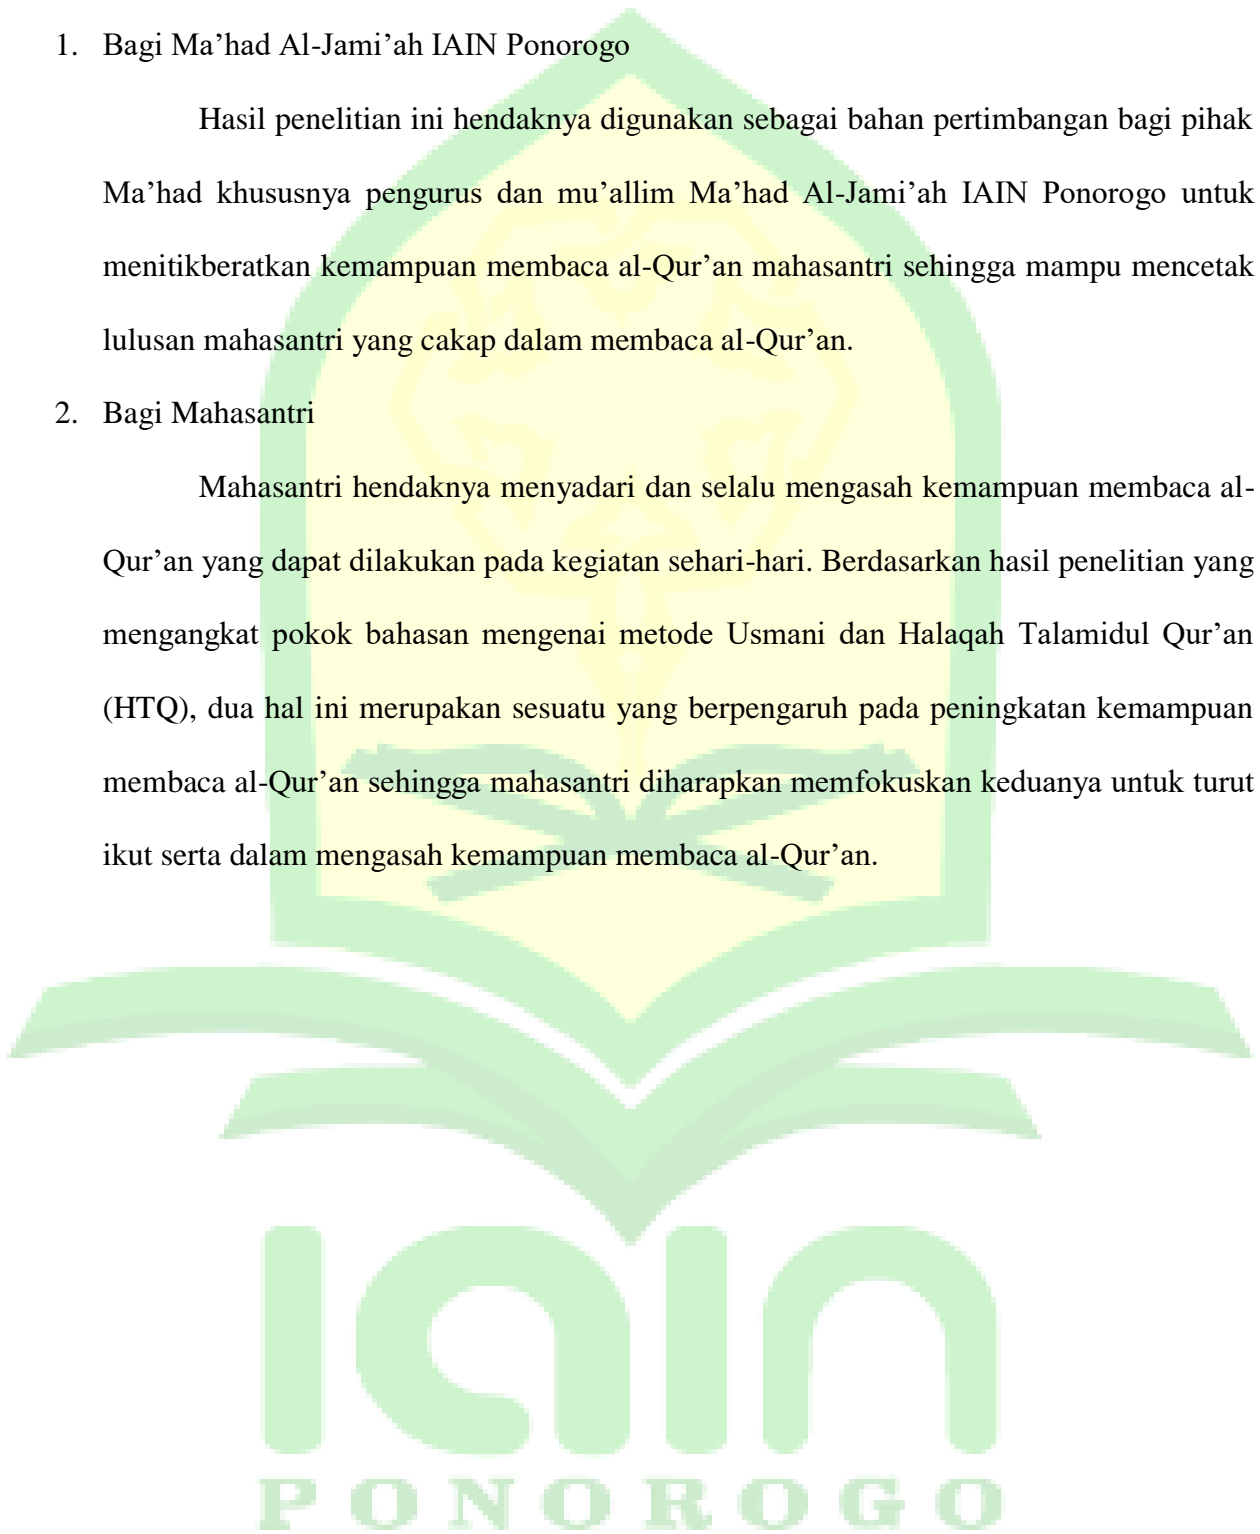 1. Bagi Ma’had Al-Jami’ah IAIN Ponorogo
Hasil penelitian ini hendaknya digunakan sebagai bahan pertimbangan bagi pihak
Ma’had khususnya pengurus dan mu’allim Ma’had Al-Jami’ah IAIN Ponorogo untuk
menitikberatkan kemampuan membaca al-Qur’an mahasantri sehingga mampu mencetak
lulusan mahasantri yang cakap dalam membaca al-Qur’an.
2. Bagi Mahasantri
Mahasantri hendaknya menyadari dan selalu mengasah kemampuan membaca al-
Qur’an yang dapat dilakukan pada kegiatan sehari-hari. Berdasarkan hasil penelitian yang
mengangkat pokok bahasan mengenai metode Usmani dan Halaqah Talamidul Qur’an
(HTQ), dua hal ini merupakan sesuatu yang berpengaruh pada peningkatan kemampuan
membaca al-Qur’an sehingga mahasantri diharapkan memfokuskan keduanya untuk turut
ikut serta dalam mengasah kemampuan membaca al-Qur’an.
iain
PONOROGO